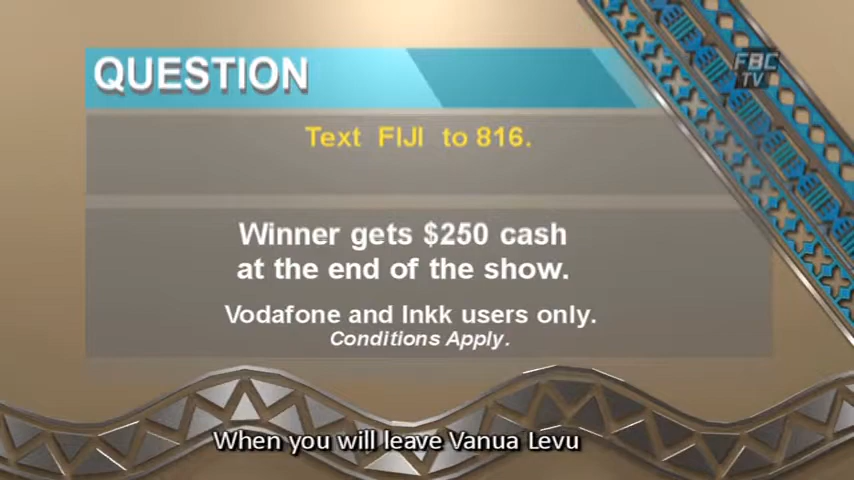 QUESTION
FBC
TV
Text FIJI to 816.
Winner gets $250 cash
at the end of the show.
Vodafone and Inkk users only.
Conditions Apply.
When you will leave Vanua Levu